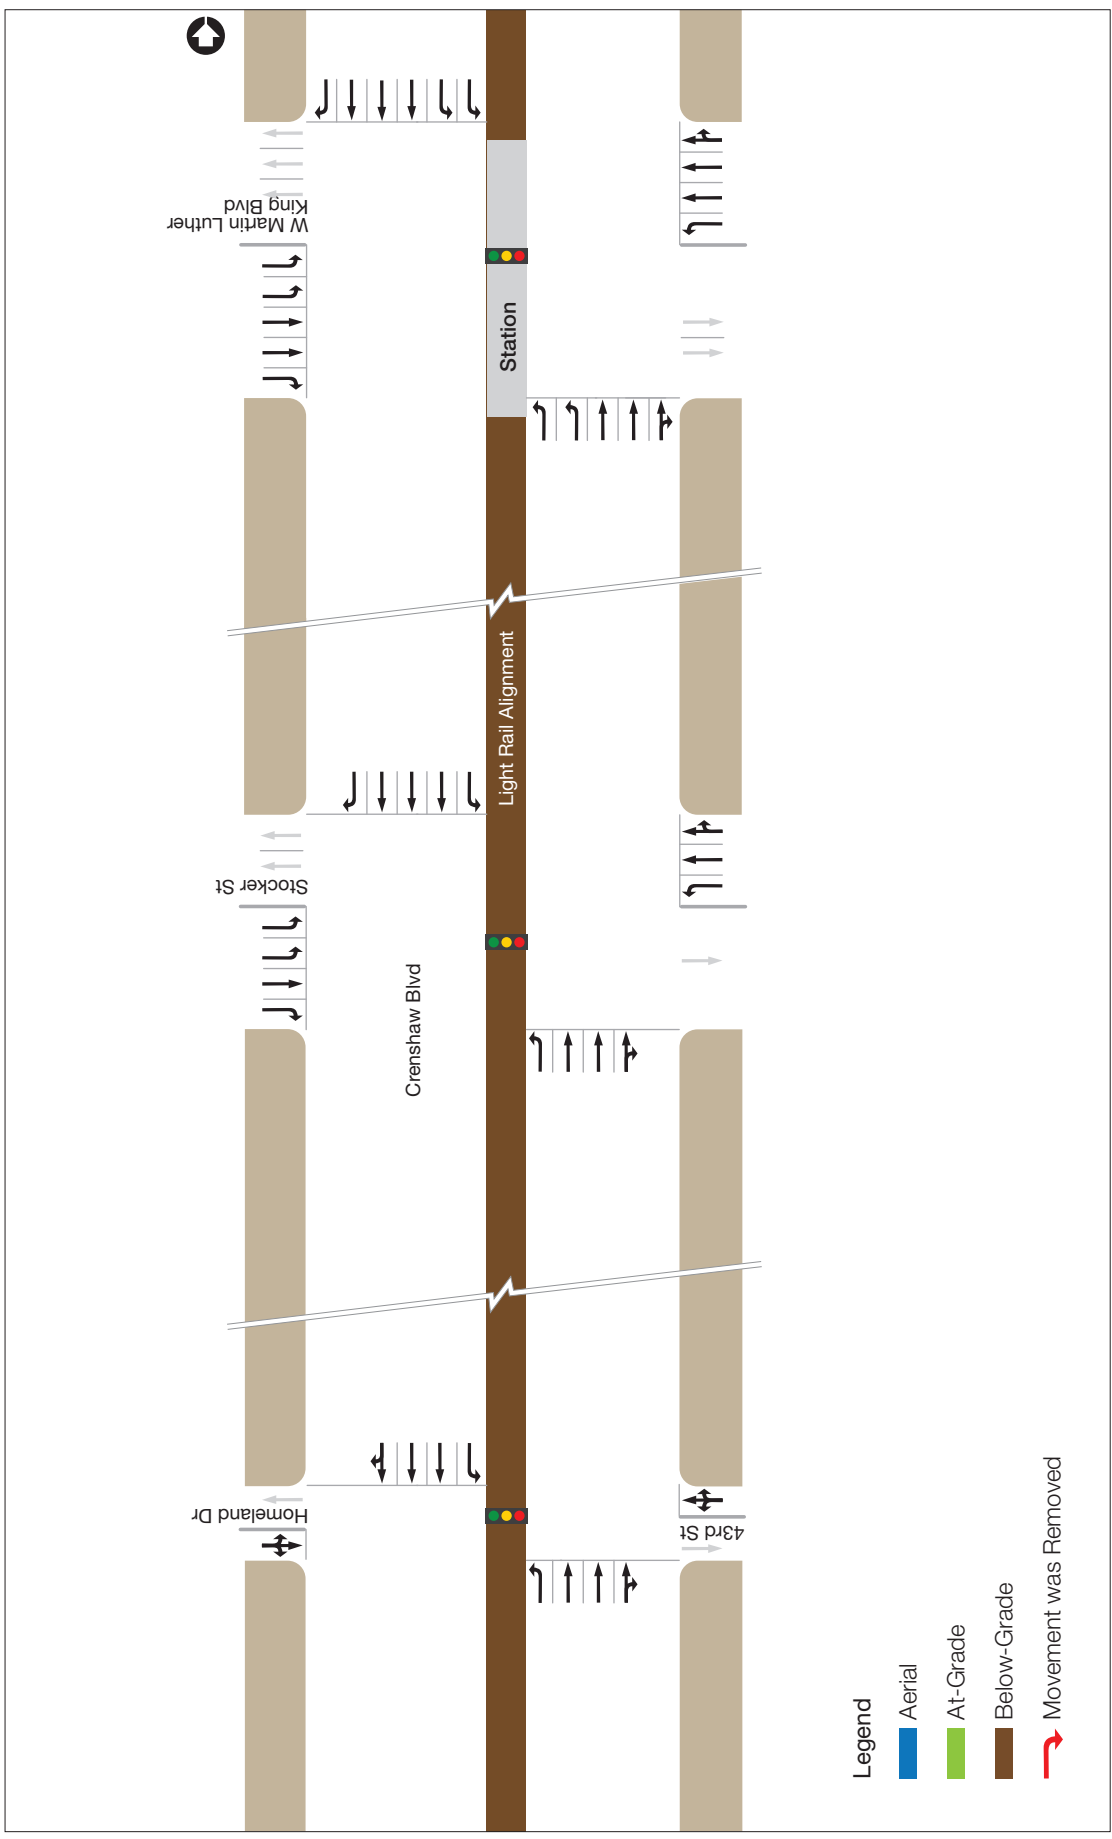 W Martin Luther
King Blvd
Station
Light Rail Alignment
Stocker St
Crenshaw Blvd
Homeland Dr
43rd St
Legend
Aerial
At-Grade
Below-Grade
Movement was Removed